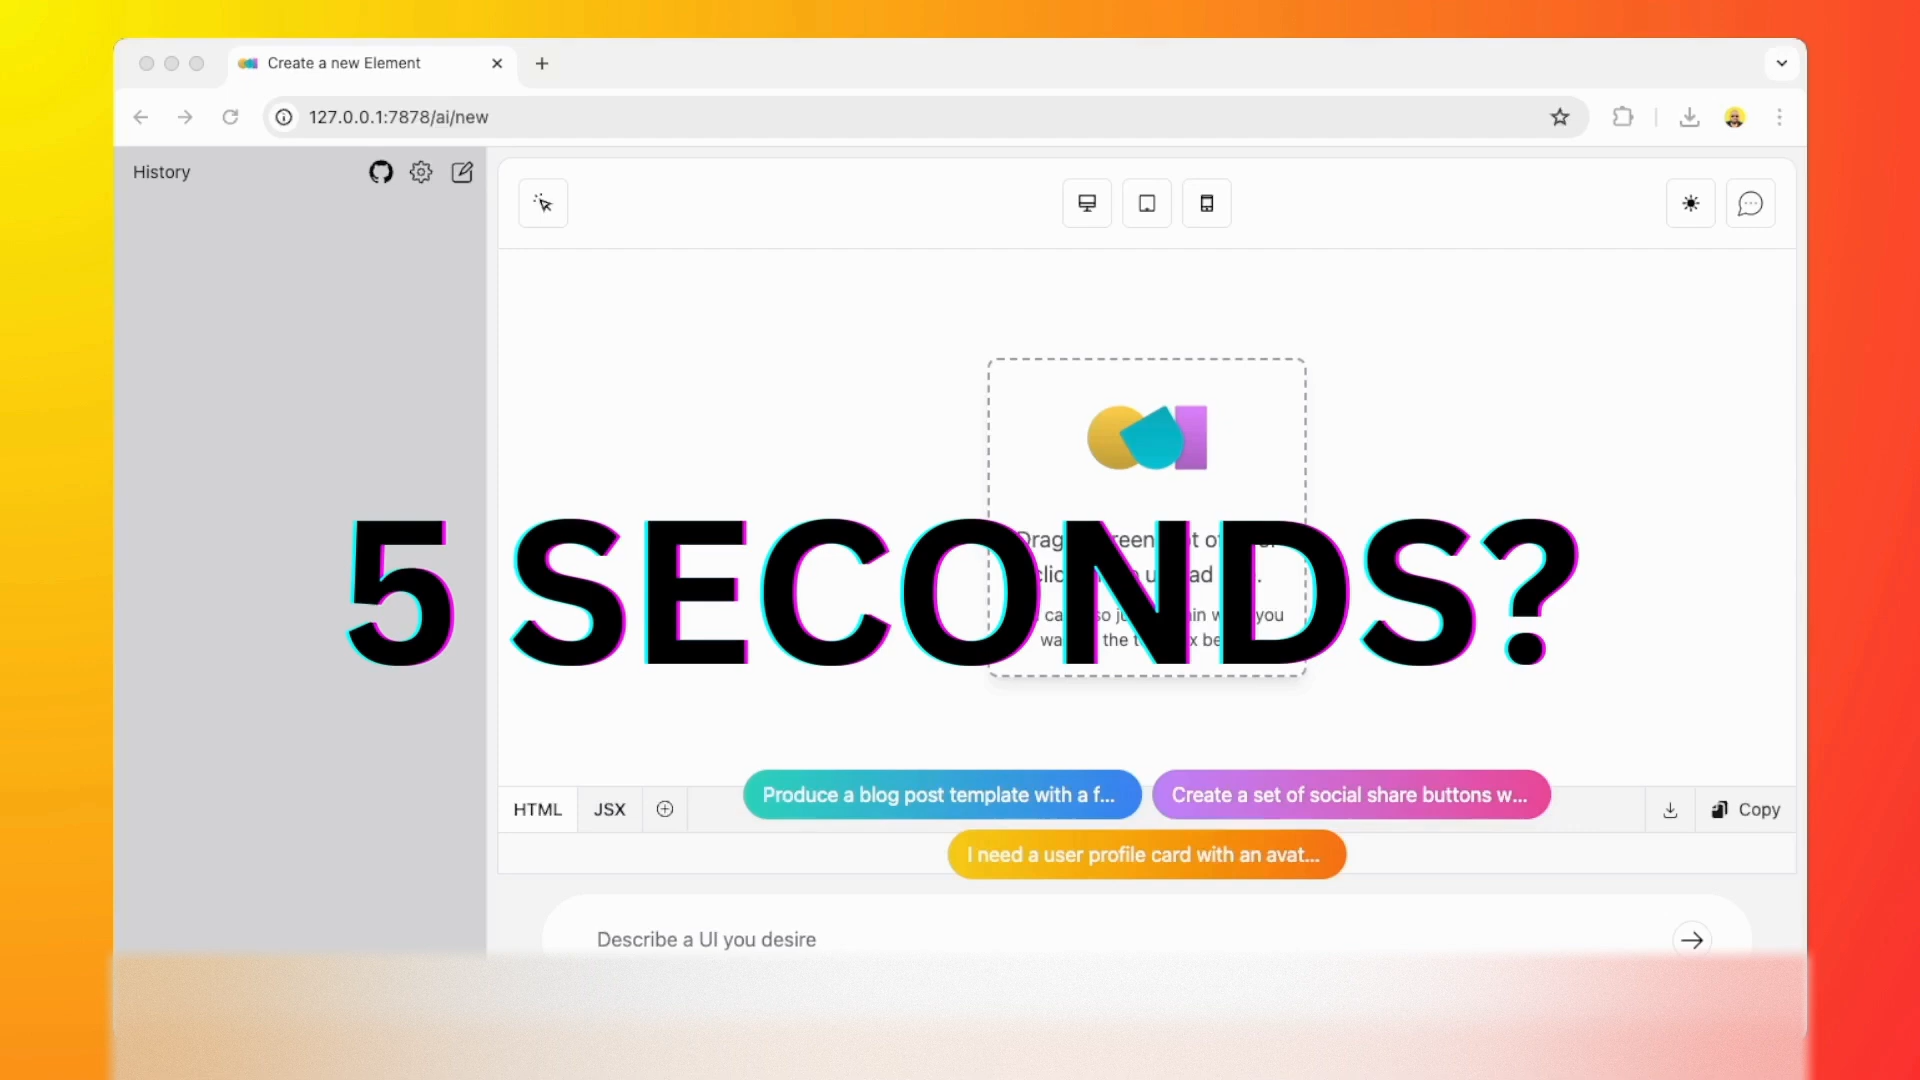 Create a new Element
127.0.0.1:7878/ai/new
History
5 SECONDS?
HTML
JSX
Produce a blog post template with a f...
Create a set of social share buttons w...
Copy
I need a user profile card with an avat...
Describe a UI you desire